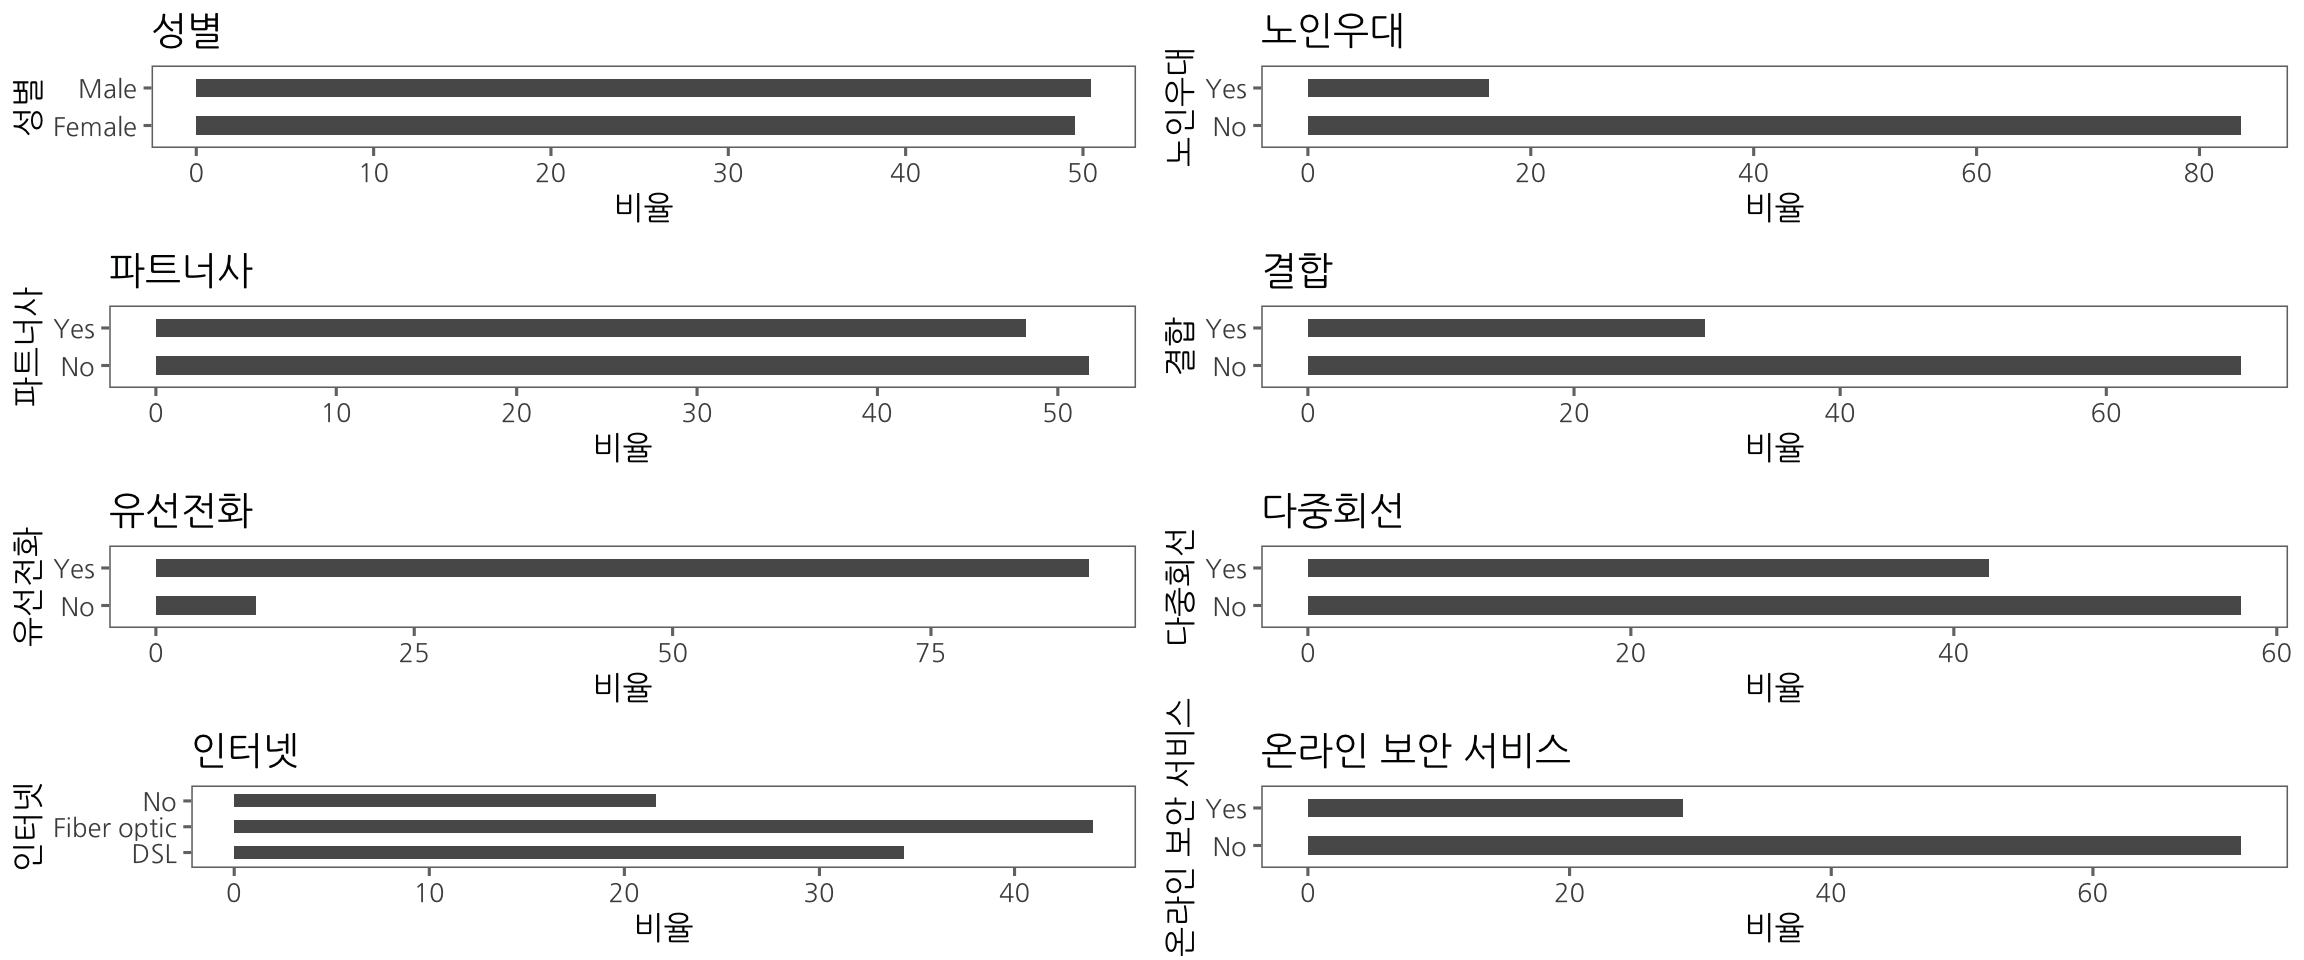 성별
성별
Male
Female
0 10 20 30 40 50
비율
노인우대
노인우대
Yes
No
0 20 40 60 80
비율
파트너사
파트너사
Yes
No
0 10 20 30 40 50
비율
결합
결합
Yes
No
0 20 40 60
비율
유선전화
유선전화
Yes
No
0 25 50 75
비율
다중회선
다중회선
Yes
No
0 20 40 60
비율
인터넷
인터넷
No
Fiber optic
DSL
0 10 20 30 40
비율
온라인 보안 서비스
온라인 보안 서비스
Yes
No
0 20 40 60
비율